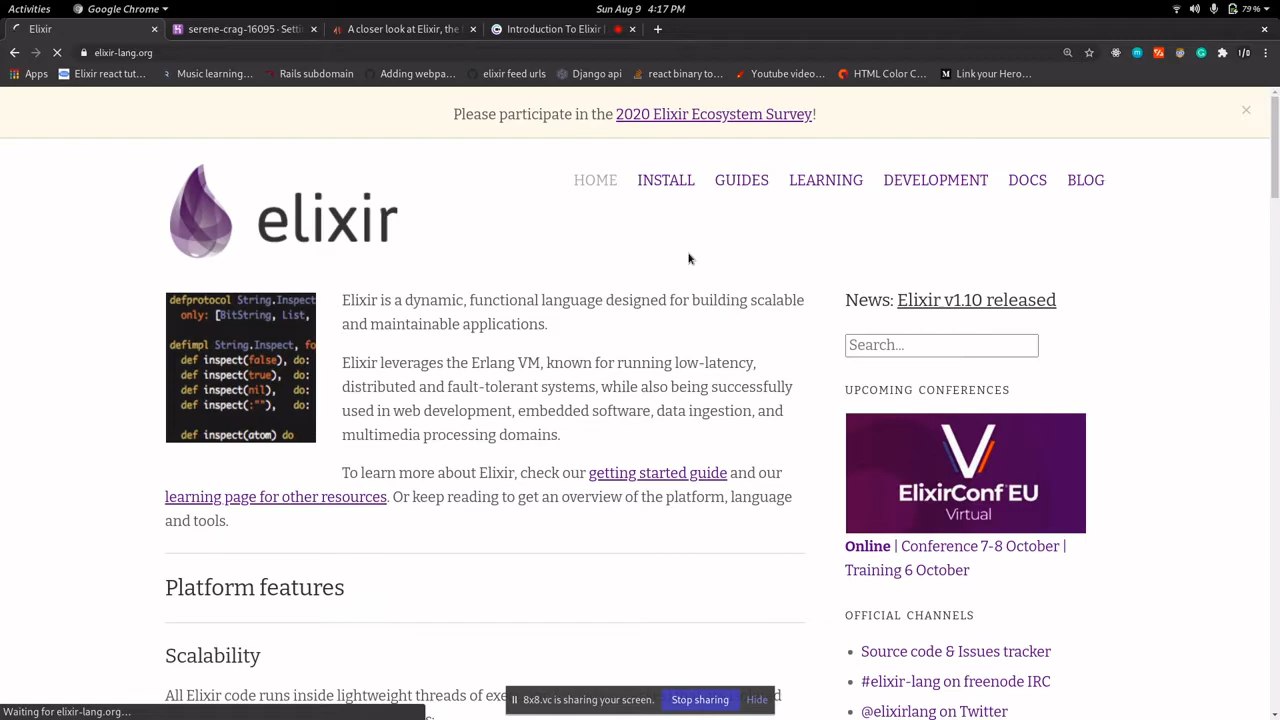 Activities
Google Chrome
Sun Aug 9 4:17 PM
79 %
Elixir
serene-crag-16095 · Setti
A closer look at Elixir, the
Introduction To Elixir |
elixir-lang.org
Apps
Elixir react tut…
Music learning…
Rails subdomain
Adding webpa…
elixir feed urls
Django api
react binary to…
Youtube video…
HTML Color C…
Link your Hero…
Please participate in the 2020 Elixir Ecosystem Survey!
elixir
HOME INSTALL GUIDES LEARNING DEVELOPMENT DOCS BLOG
defprotocol String.Inspect
only: [BitString, List,
defimpl String.Inspect, fo
def inspect(false), do:
def inspect(true), do:
def inspect(nil), do:
def inspect(:""), do:
def inspect(atom) do
Elixir is a dynamic, functional language designed for building scalable
and maintainable applications.
Elixir leverages the Erlang VM, known for running low-latency,
distributed and fault-tolerant systems, while also being successfully
used in web development, embedded software, data ingestion, and
multimedia processing domains.
To learn more about Elixir, check our getting started guide and our
learning page for other resources. Or keep reading to get an overview of the platform, language
and tools.
Platform features
Scalability
All Elixir code runs inside lightweight threads of exe
News: Elixir v1.10 released
Search...
UPCOMING CONFERENCES
V
ElixirConf EU
Virtual
Online | Conference 7-8 October |
Training 6 October
OFFICIAL CHANNELS
Source code & Issues tracker
#elixir-lang on freenode IRC
@elixirlang on Twitter
8x8.vc is sharing your screen.
Stop sharing
Hide
Waiting for elixir-lang.org…